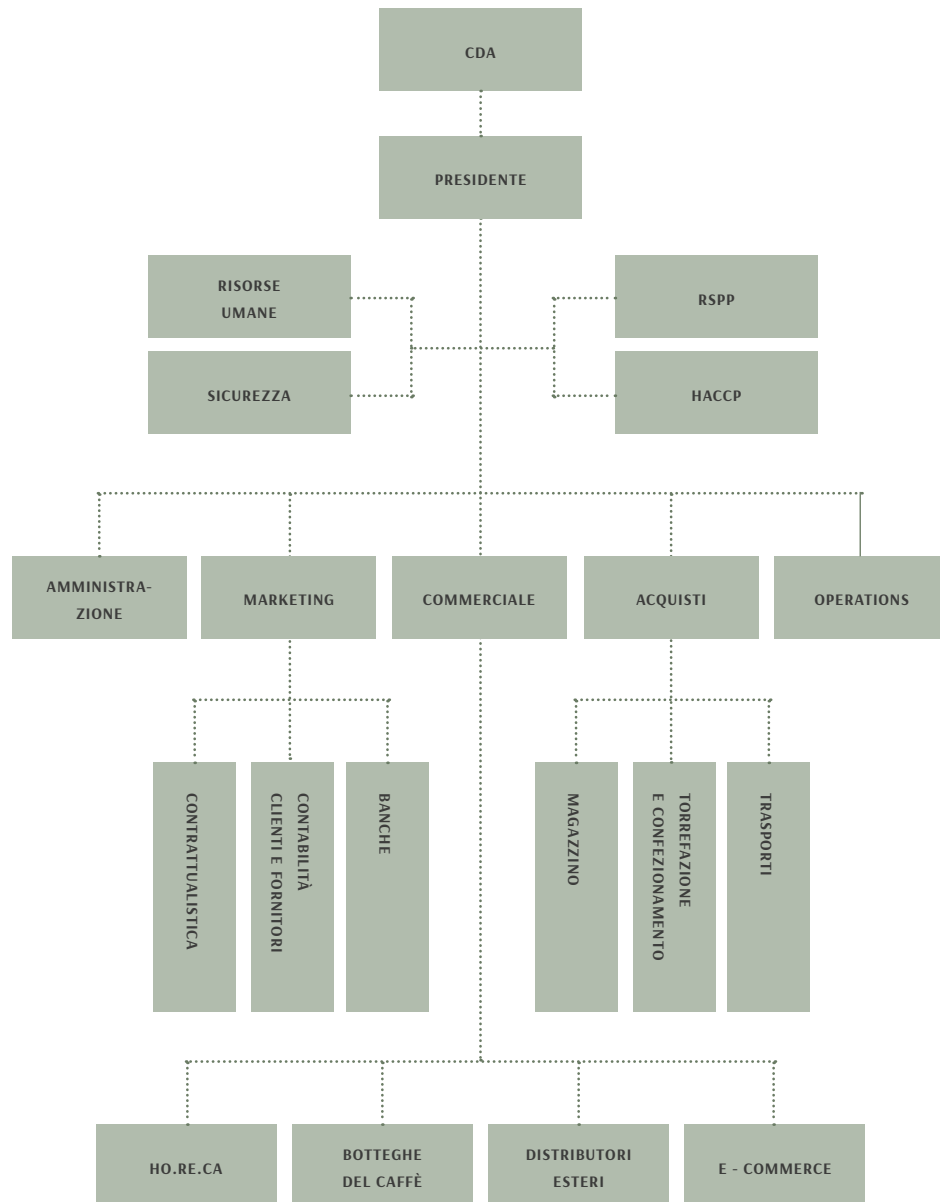 CDA
PRESIDENTE
RISORSE
UMANE
RSPP
SICUREZZA
HACCP
AMMINISTRA-
ZIONE
MARKETING
COMMERCIALE
ACQUISTI
OPERATIONS
CONTRATTUALISTICA
CONTABILITÀ
CLIENTI E FORNITORI
BANCHE
MAGAZZINO
TORREFAZIONE
E CONFEZIONAMENTO
TRASPORTI
HO.RE.CA
BOTTEGHE
DEL CAFFÈ
DISTRIBUTORI
ESTERI
E - COMMERCE